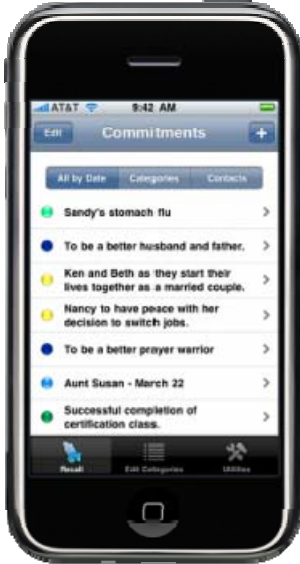 AT&T 9:42 AM
Edit Commitments +
All by Date Categories Contacts
Sandy's stomach flu
To be a better husband and father.
Ken and Beth as they start their
lives together as a married couple.
Nancy to have peace with her
decision to switch jobs.
To be a better prayer warrior
Aunt Susan - March 22
Successful completion of
certification class.
Recall Edit Categories Utilities